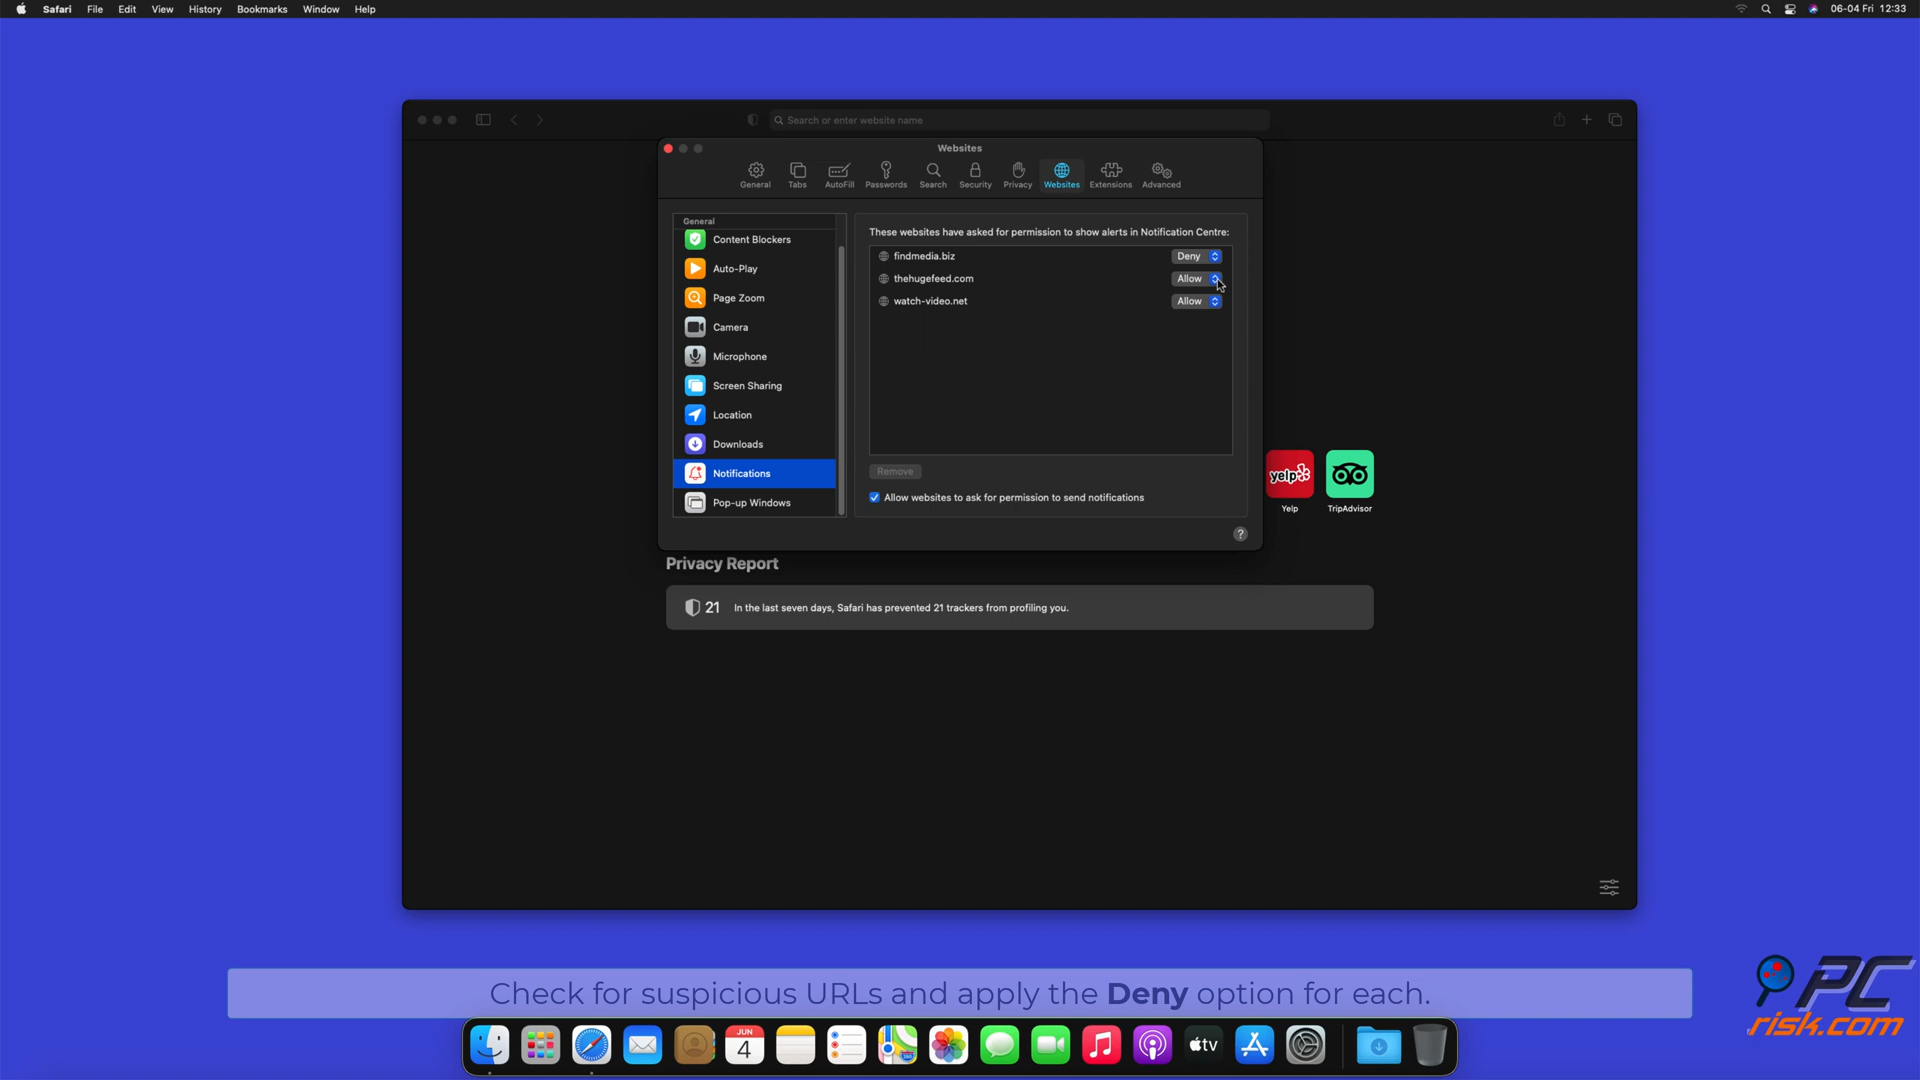 Safari File Edit View History Bookmarks Window Help
06-04 Fri 12:33
Search or enter website name
Websites
General Tabs AutoFill Passwords Search Security Privacy Websites Extensions Advanced
General
Content Blockers
Auto-Play
Page Zoom
Camera
Microphone
Screen Sharing
Location
Downloads
Notifications
Pop-up Windows
These websites have asked for permission to show alerts in Notification Centre:
findmedia.biz Deny
thehugefeed.com Allow
watch-video.net Allow
Remove
Allow websites to ask for permission to send notifications
?
yelp
Yelp
TripAdvisor
Privacy Report
21 In the last seven days, Safari has prevented 21 trackers from profiling you.
Check for suspicious URLs and apply the Deny option for each.
JUN
4
tv
PC
risk.com